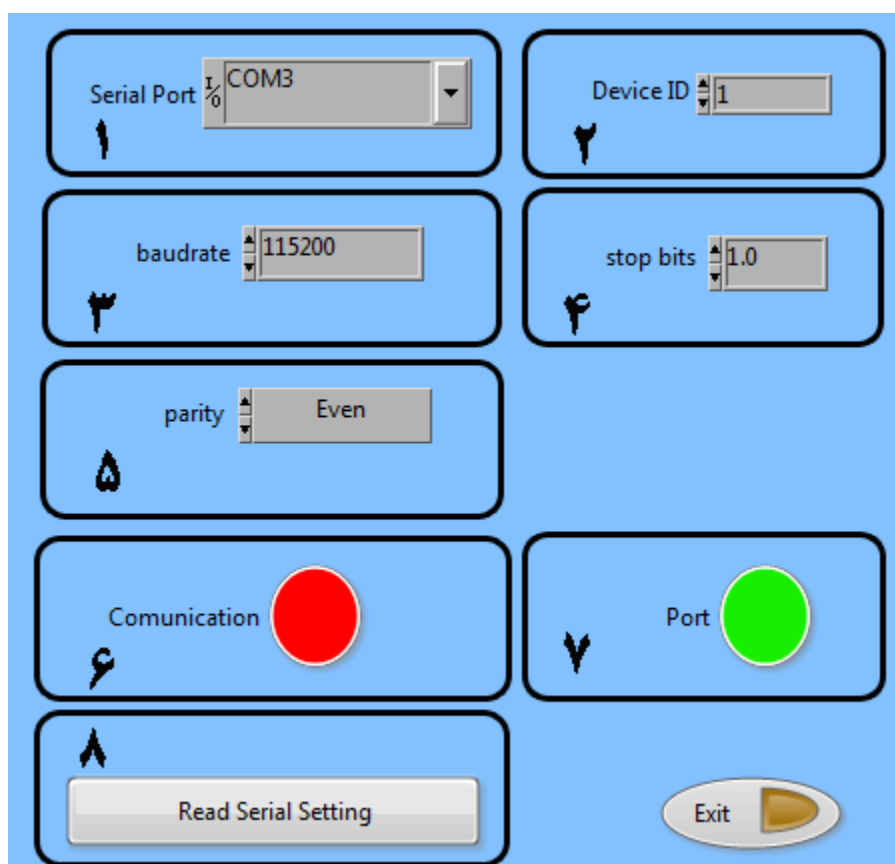 Serial Port COM3
۱
Device ID 1
۲
baudrate 115200
۳
stop bits 1.0
۴
parity Even
۵
Comunication
۶
Port
۷
۸
Read Serial Setting
Exit